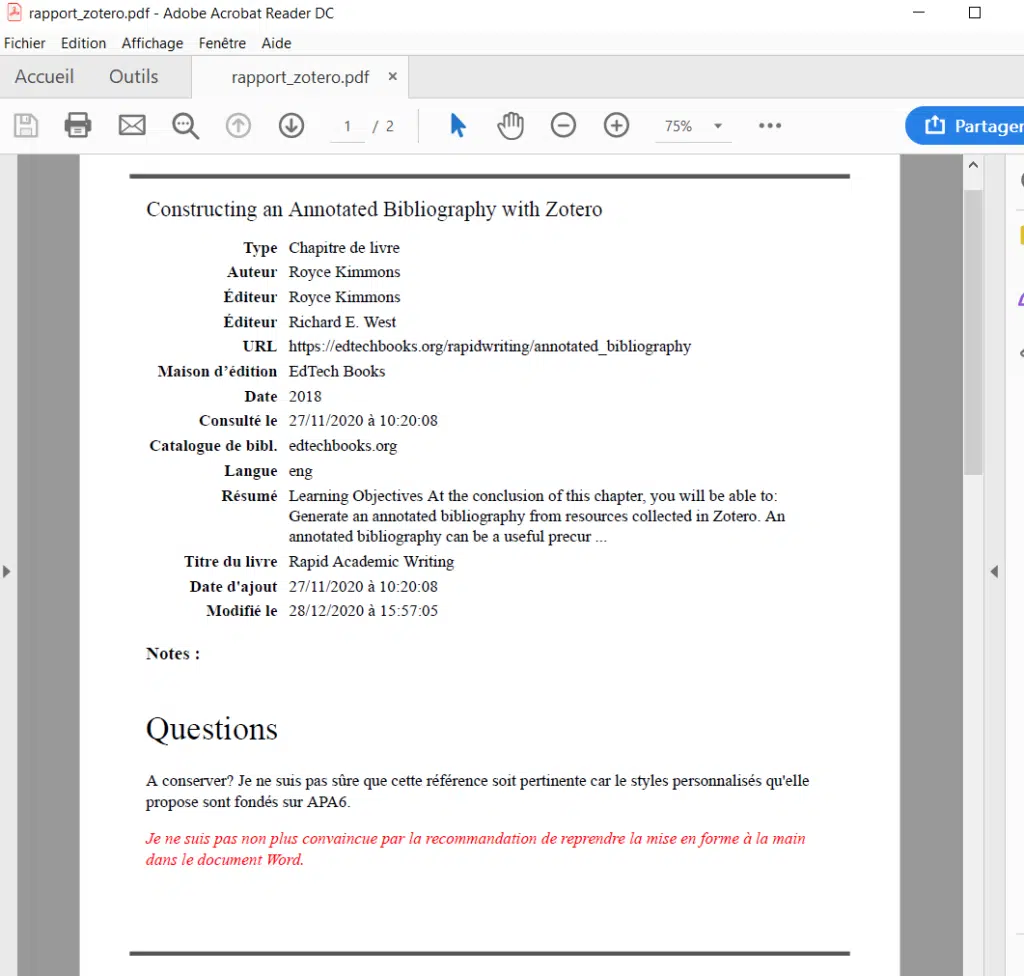 rapport_zotero.pdf - Adobe Acrobat Reader DC
Fichier Edition Affichage Fenêtre Aide
Accueil Outils rapport_zotero.pdf ×
1 / 2 75% Partager
Constructing an Annotated Bibliography with Zotero
Type Chapitre de livre
Auteur Royce Kimmons
Éditeur Royce Kimmons
Éditeur Richard E. West
URL https://edtechbooks.org/rapidwriting/annotated_bibliography
Maison d’édition EdTech Books
Date 2018
Consulté le 27/11/2020 à 10:20:08
Catalogue de bibl. edtechbooks.org
Langue eng
Résumé Learning Objectives At the conclusion of this chapter, you will be able to:
Generate an annotated bibliography from resources collected in Zotero. An
annotated bibliography can be a useful precur ...
Titre du livre Rapid Academic Writing
Date d'ajout 27/11/2020 à 10:20:08
Modifié le 28/12/2020 à 15:57:05
Notes :
Questions
A conserver? Je ne suis pas sûre que cette référence soit pertinente car le styles personnalisés qu'elle
propose sont fondés sur APA6.
Je ne suis pas non plus convaincue par la recommandation de reprendre la mise en forme à la main
dans le document Word.